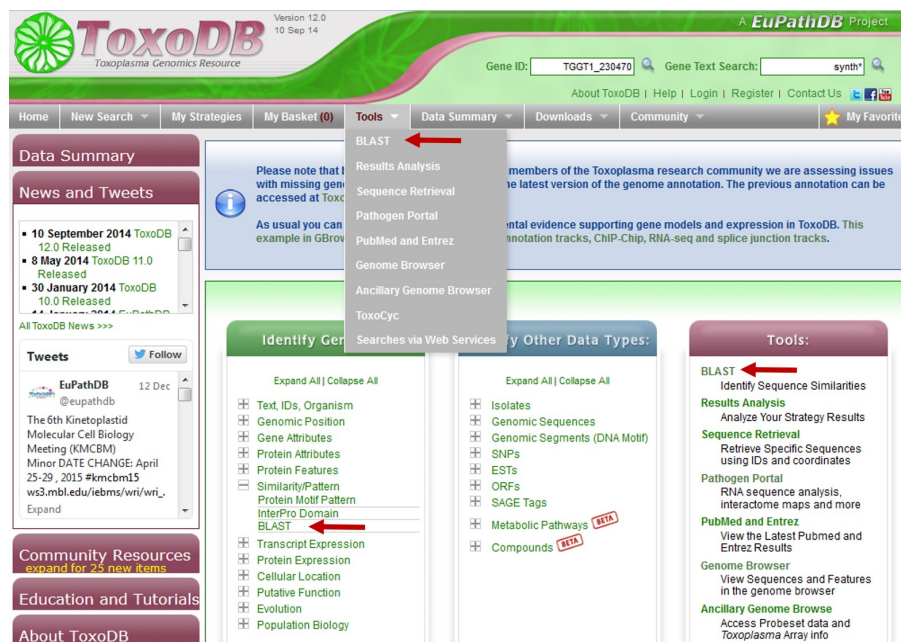 ToxoDB
Toxoplasma Genomics Resource
Version 12.0
10 Sep 14
A EuPathDB Project
Gene ID: TGGT1_230470 Gene Text Search: synth*
About ToxoDB | Help | Login | Register | Contact Us
Home New Search My Strategies My Basket (0) Tools Data Summary Downloads Community My Favorite
BLAST
Results Analysis
Sequence Retrieval
Pathogen Portal
PubMed and Entrez
Genome Browser
Ancillary Genome Browser
ToxoCyc
Searches via Web Services
Data Summary
News and Tweets
10 September 2014 ToxoDB
12.0 Released
8 May 2014 ToxoDB 11.0
Released
30 January 2014 ToxoDB
10.0 Released
All ToxoDB News >>>
Tweets Follow
EuPathDB 12 Dec
@eupathdb
The 6th Kinetoplastid
Molecular Cell Biology
Meeting (KMCBM)
Minor DATE CHANGE: April
25-29 , 2015 #kmcbm15
ws3.mbl.edu/iebms/wri/wri_.
Expand
Community Resources
expand for 25 new items
Education and Tutorials
About ToxoDB
Please note that members of the Toxoplasma research community we are assessing issues
with missing gen he latest version of the genome annotation. The previous annotation can be
accessed at Toxo
As usual you can ental evidence supporting gene models and expression in ToxoDB. This
example in GBrow nnotation tracks, ChIP-Chip, RNA-seq and splice junction tracks.
Identify Gen
Expand All | Collapse All
Text, IDs, Organism
Genomic Position
Gene Attributes
Protein Attributes
Protein Features
Similarity/Pattern
Protein Motif Pattern
InterPro Domain
BLAST
Transcript Expression
Protein Expression
Cellular Location
Putative Function
Evolution
Population Biology
y Other Data Types:
Expand All | Collapse All
Isolates
Genomic Sequences
Genomic Segments (DNA Motif)
SNPs
ESTs
ORFs
SAGE Tags
Metabolic Pathways BETA
Compounds BETA
Tools:
BLAST
Identify Sequence Similarities
Results Analysis
Analyze Your Strategy Results
Sequence Retrieval
Retrieve Specific Sequences
using IDs and coordinates
Pathogen Portal
RNA sequence analysis,
interactome maps and more
PubMed and Entrez
View the Latest Pubmed and
Entrez Results
Genome Browser
View Sequences and Features
in the genome browser
Ancillary Genome Browse
Access Probeset data and
Toxoplasma Array info